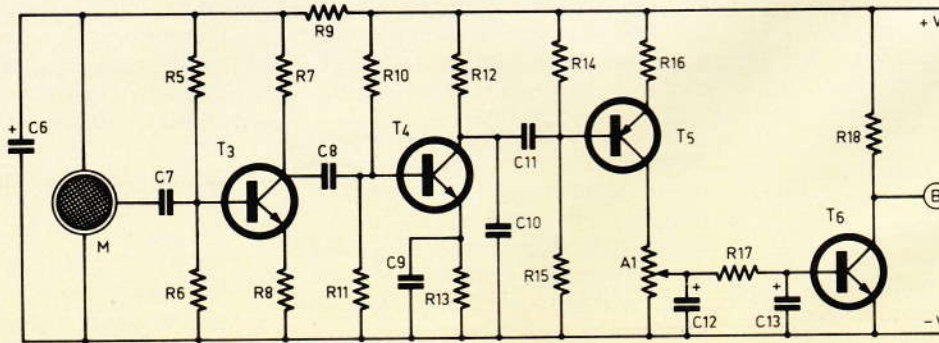 R9
+ V
R5
R7
R10
R12
R14
R16
+
C6
T3
T4
T5
R18
C7
C8
C11
B
M
C10
T6
C9
A1
R17
R6
R8
R11
R13
R15
+
+
C12
C13
- V